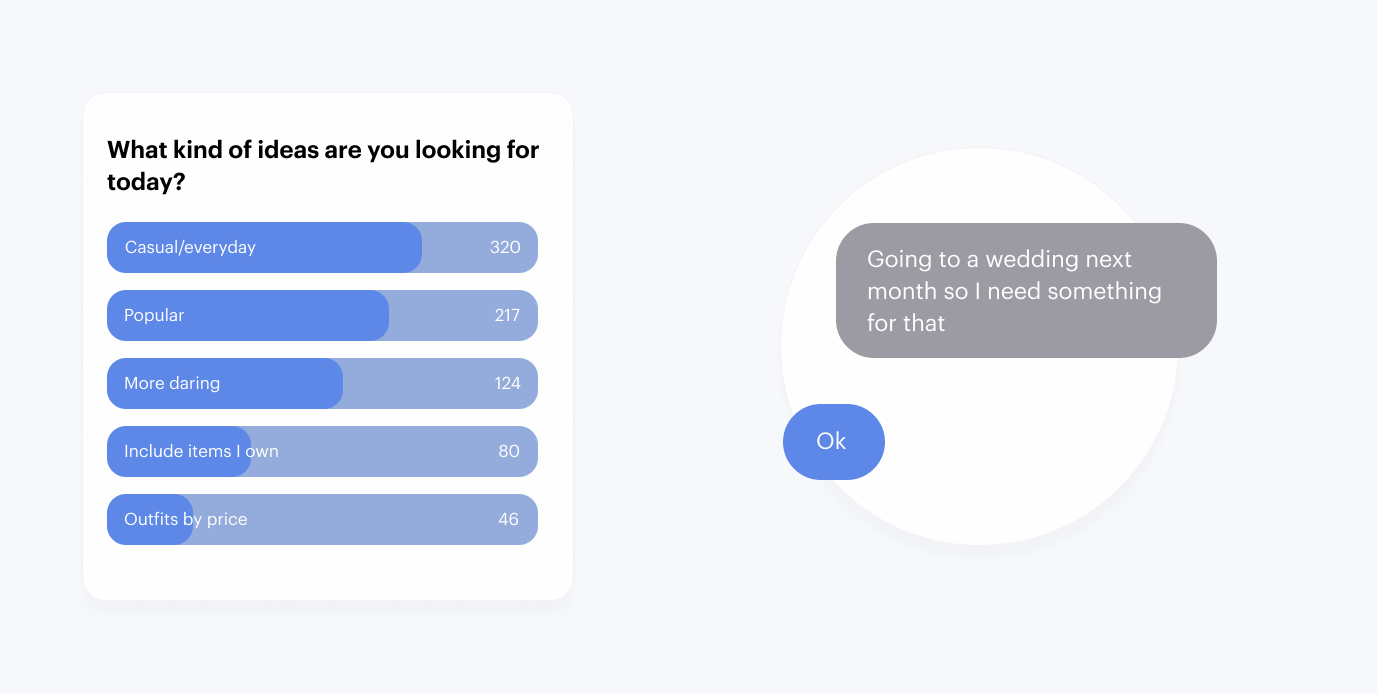 What kind of ideas are you looking for
today?
Casual/everyday 320
Popular 217
More daring 124
Include items I own 80
Outfits by price 46
Going to a wedding next
month so I need something
for that
Ok